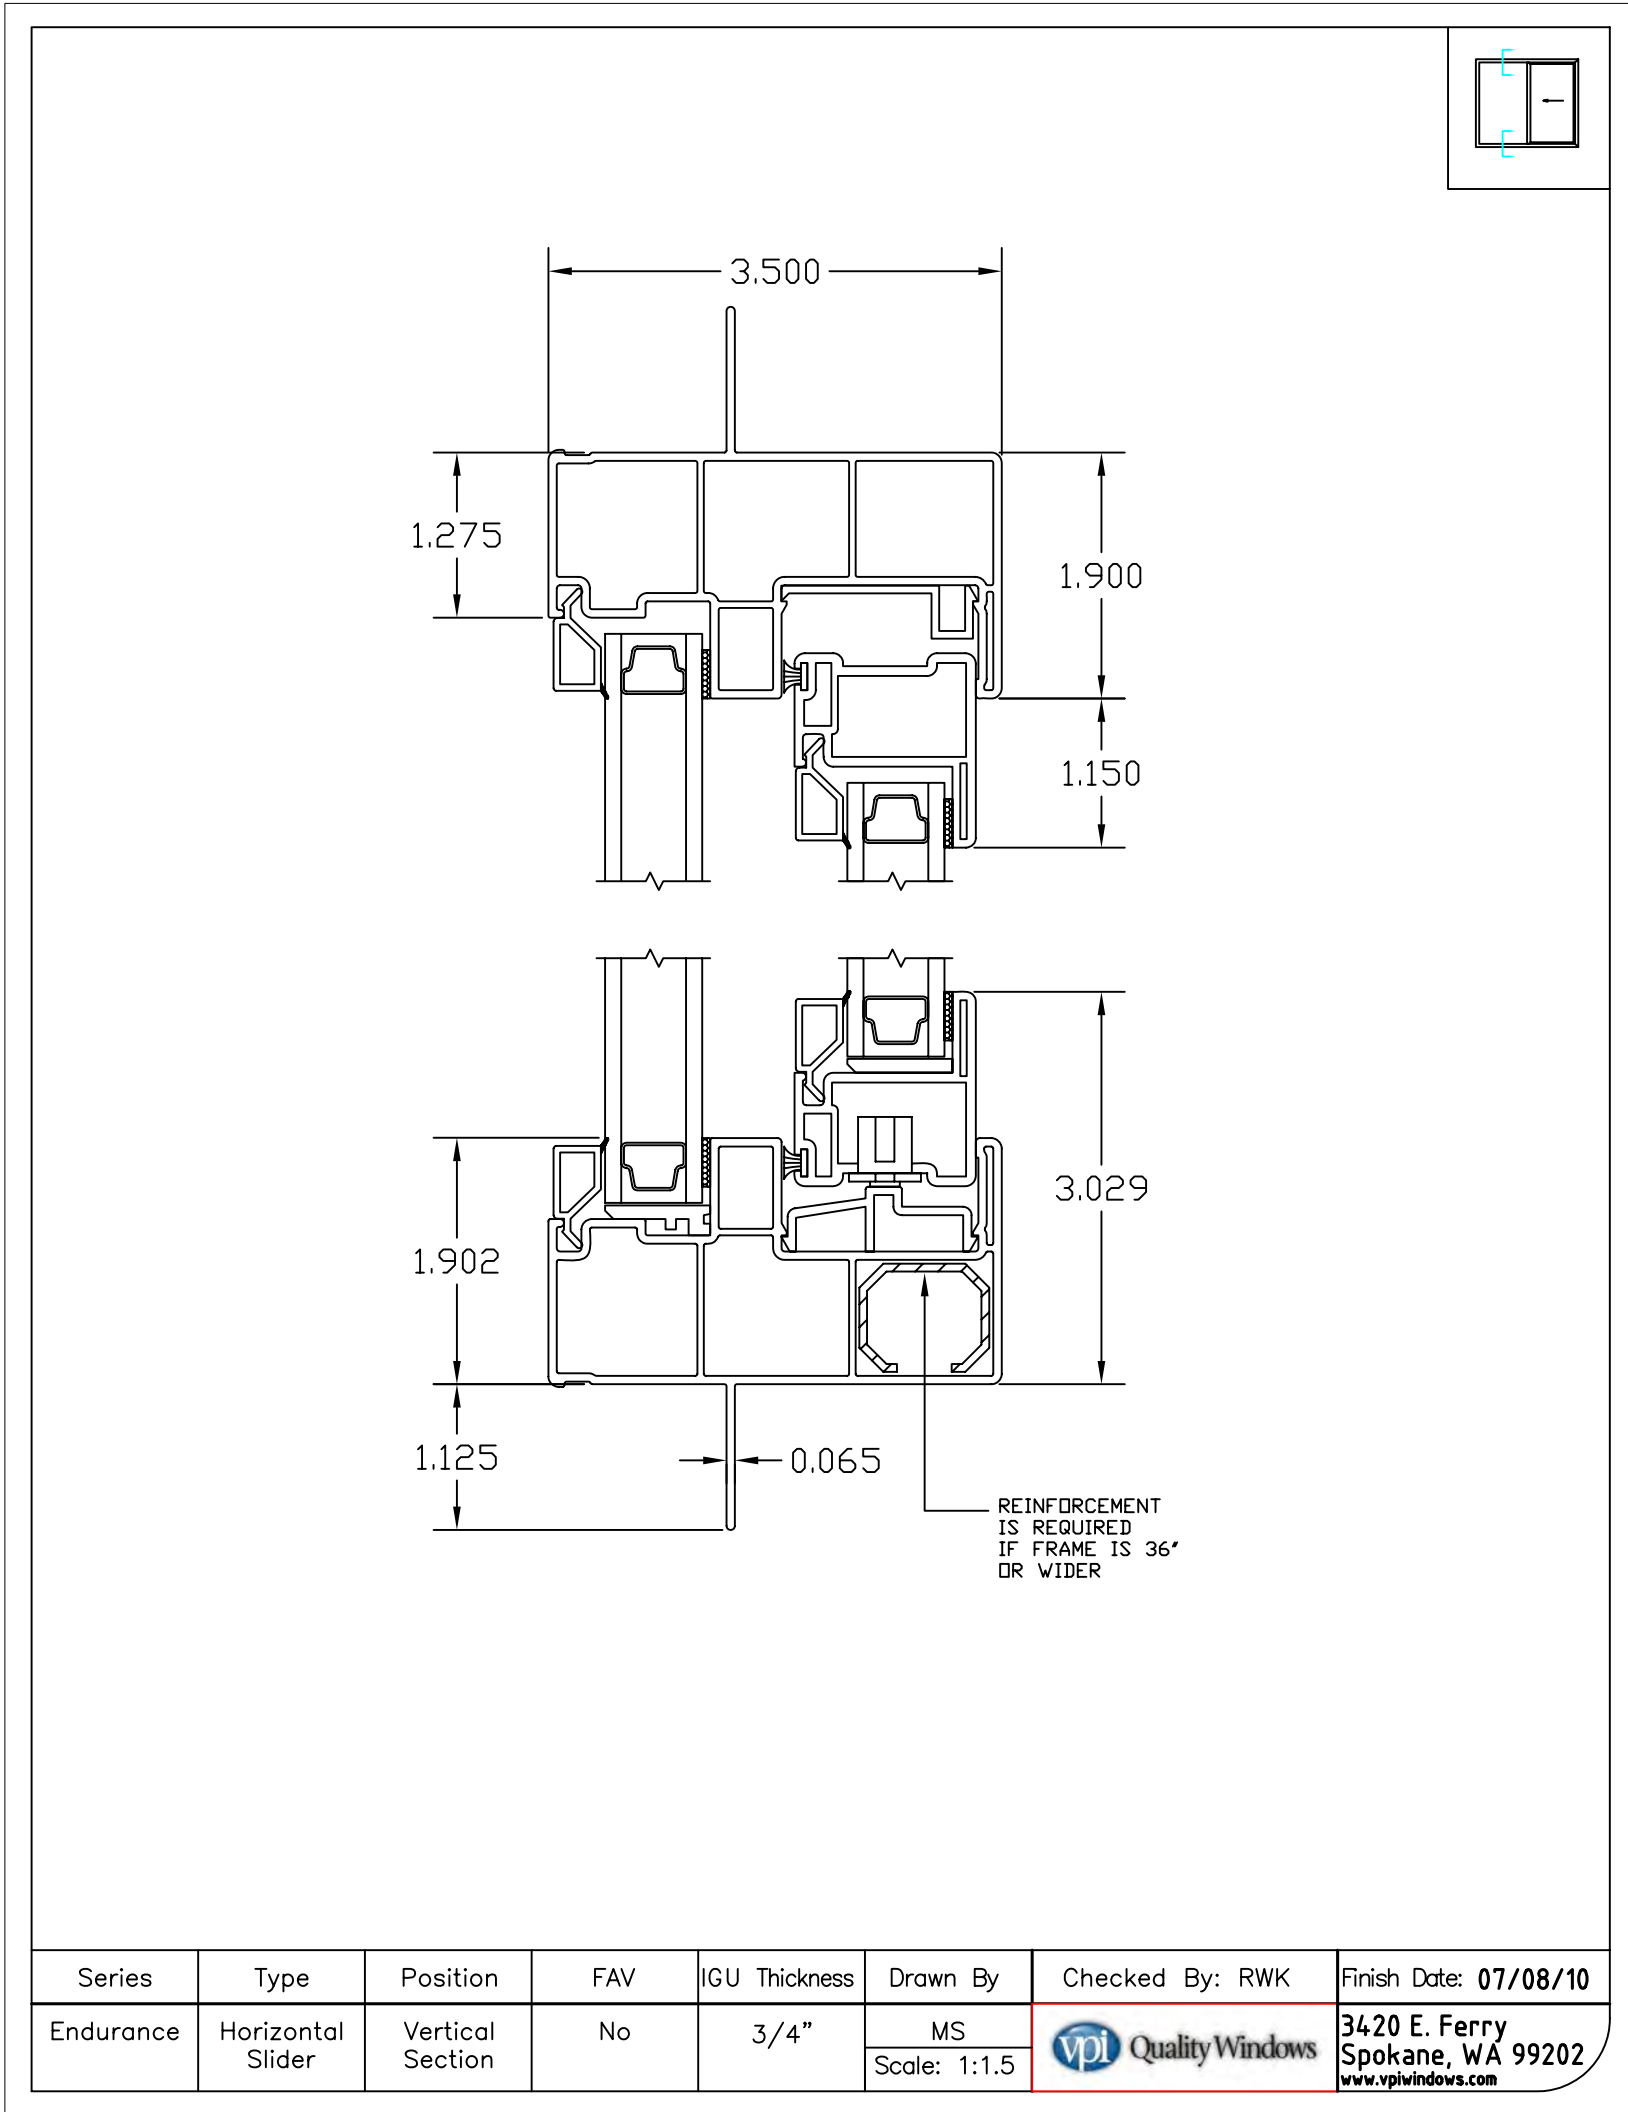 3.500
1.275
1.900
1.150
3.029
1.902
1.125
0.065
REINFORCEMENT
IS REQUIRED
IF FRAME IS 36"
OR WIDER
Series
Type
Position
FAV
IGU Thickness
Drawn By
Checked By: RWK
Finish Date: 07/08/10
Endurance
Horizontal
Slider
Vertical
Section
No
3/4"
MS
Scale: 1:1.5
vpi Quality Windows
3420 E. Ferry
Spokane, WA 99202
www.vpiwindows.com